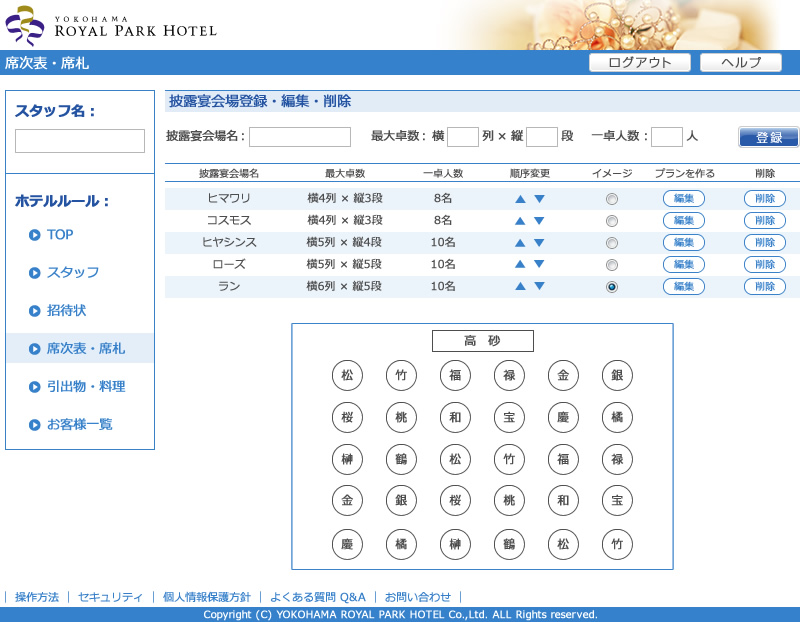 YOKOHAMA
ROYAL PARK HOTEL
席次表・席札 ログアウト ヘルプ
スタッフ名：
ホテルルール：
TOP
スタッフ
招待状
席次表・席札
引出物・料理
お客様一覧
披露宴会場登録・編集・削除
披露宴会場名： 最大卓数：横 列 × 縦 段 一卓人数： 人 登録
披露宴会場名 最大卓数 一卓人数 順序変更 イメージ プランを作る 削除
ヒマワリ 横4列 × 縦3段 8名 ▲ ▼ 編集 削除
コスモス 横4列 × 縦3段 8名 ▲ ▼ 編集 削除
ヒヤシンス 横5列 × 縦4段 10名 ▲ ▼ 編集 削除
ローズ 横5列 × 縦5段 10名 ▲ ▼ 編集 削除
ラン 横6列 × 縦5段 10名 ▲ ▼ 編集 削除
高 砂
松 竹 福 禄 金 銀
桜 桃 和 宝 慶 橘
榊 鶴 松 竹 福 禄
金 銀 桜 桃 和 宝
慶 橘 榊 鶴 松 竹
| 操作方法 | セキュリティ | 個人情報保護方針 | よくある質問 Q&A | お問い合わせ |
Copyright (C) YOKOHAMA ROYAL PARK HOTEL Co.,Ltd. ALL Rights reserved.